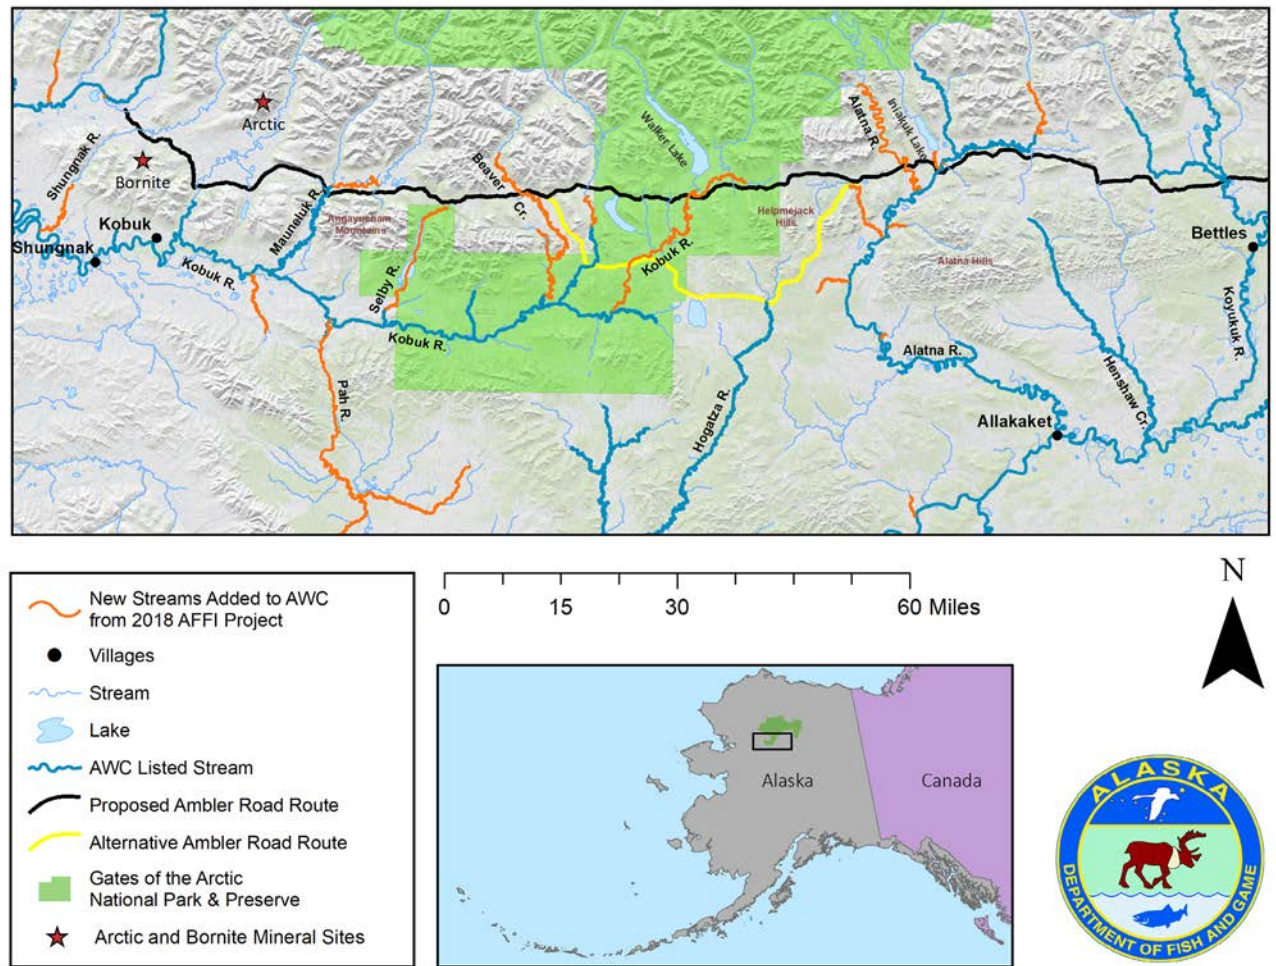 Arctic
Bornite
Shungnak R.
Kobuk
Shungnak
Kobuk R.
Mauneluk R.
Angayucham
Mountains
Selby R.
Beaver
Cr.
Walker Lake
Kobuk R.
Kobuk R.
Pah R.
Helpmejack
Hills
Hogatza R.
Alatna R.
Iniakuk Lake
Alatna Hills
Alatna R.
Allakaket
Henshaw Cr.
Bettles
Koyukuk R.
New Streams Added to AWC
from 2018 AFFI Project
Villages
Stream
Lake
AWC Listed Stream
Proposed Ambler Road Route
Alternative Ambler Road Route
Gates of the Arctic
National Park & Preserve
Arctic and Bornite Mineral Sites
0 15 30 60 Miles
Alaska
Canada
N
ALASKA
DEPARTMENT OF FISH AND GAME